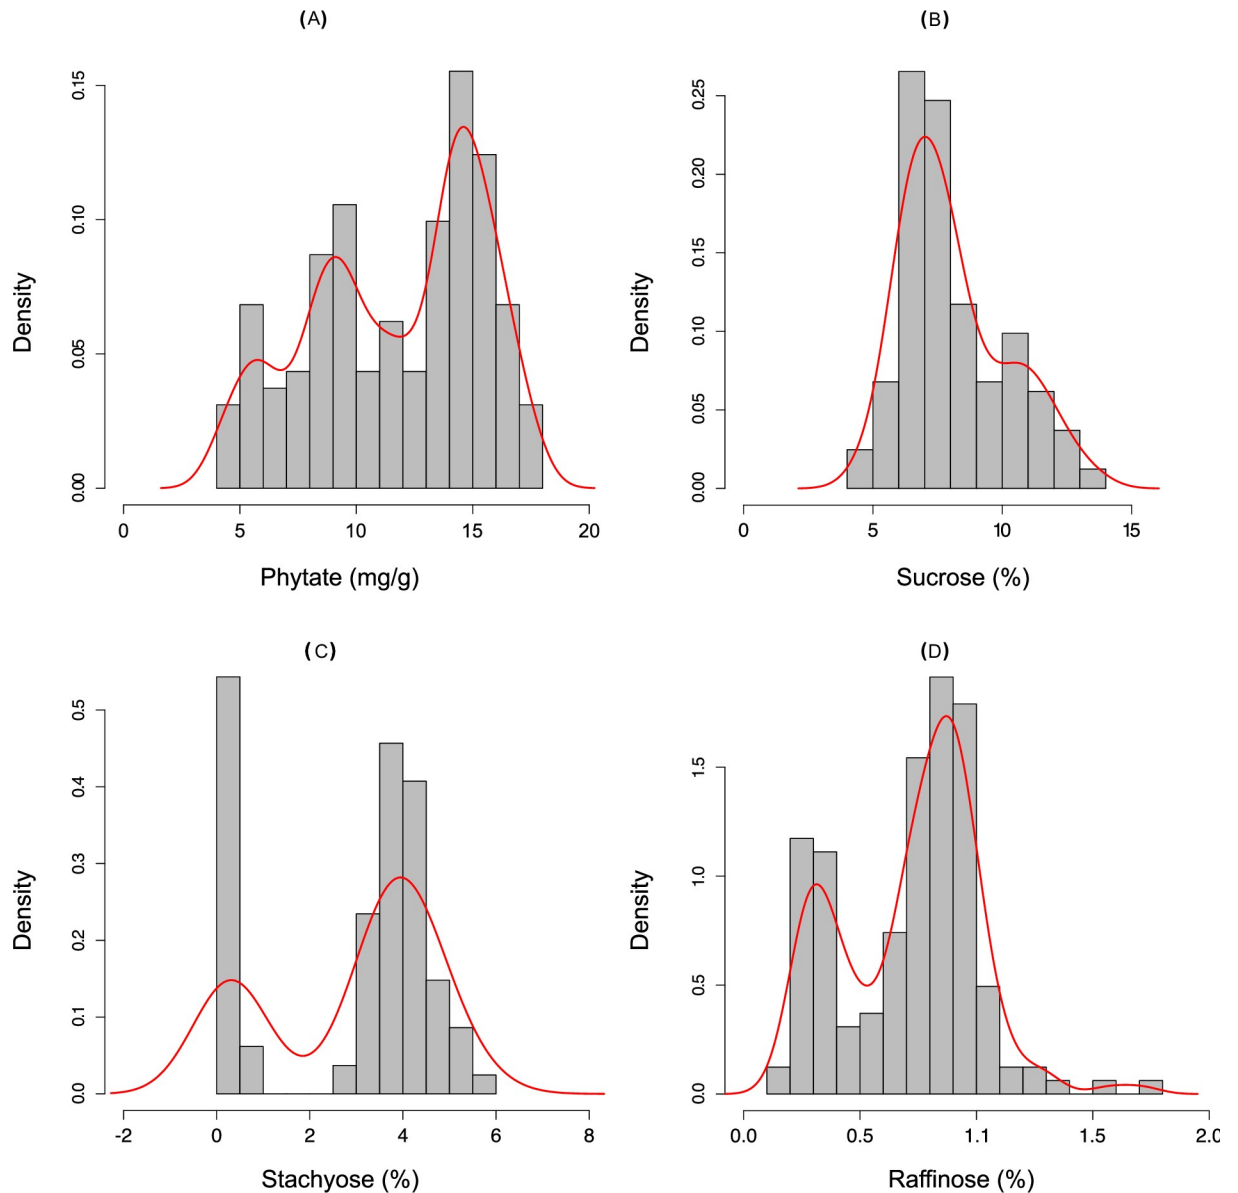 (A)
0.15
0.10
0.05
0.00
Density
0 5 10 15 20
Phytate (mg/g)
(B)
0.25
0.20
0.15
0.10
0.05
0.00
Density
0 5 10 15
Sucrose (%)
(C)
0.5
0.4
0.3
0.2
0.1
0.0
Density
-2 0 2 4 6 8
Stachyose (%)
(D)
1.5
1.0
0.5
0.0
Density
0.0 0.5 1.1 1.5 2.0
Raffinose (%)